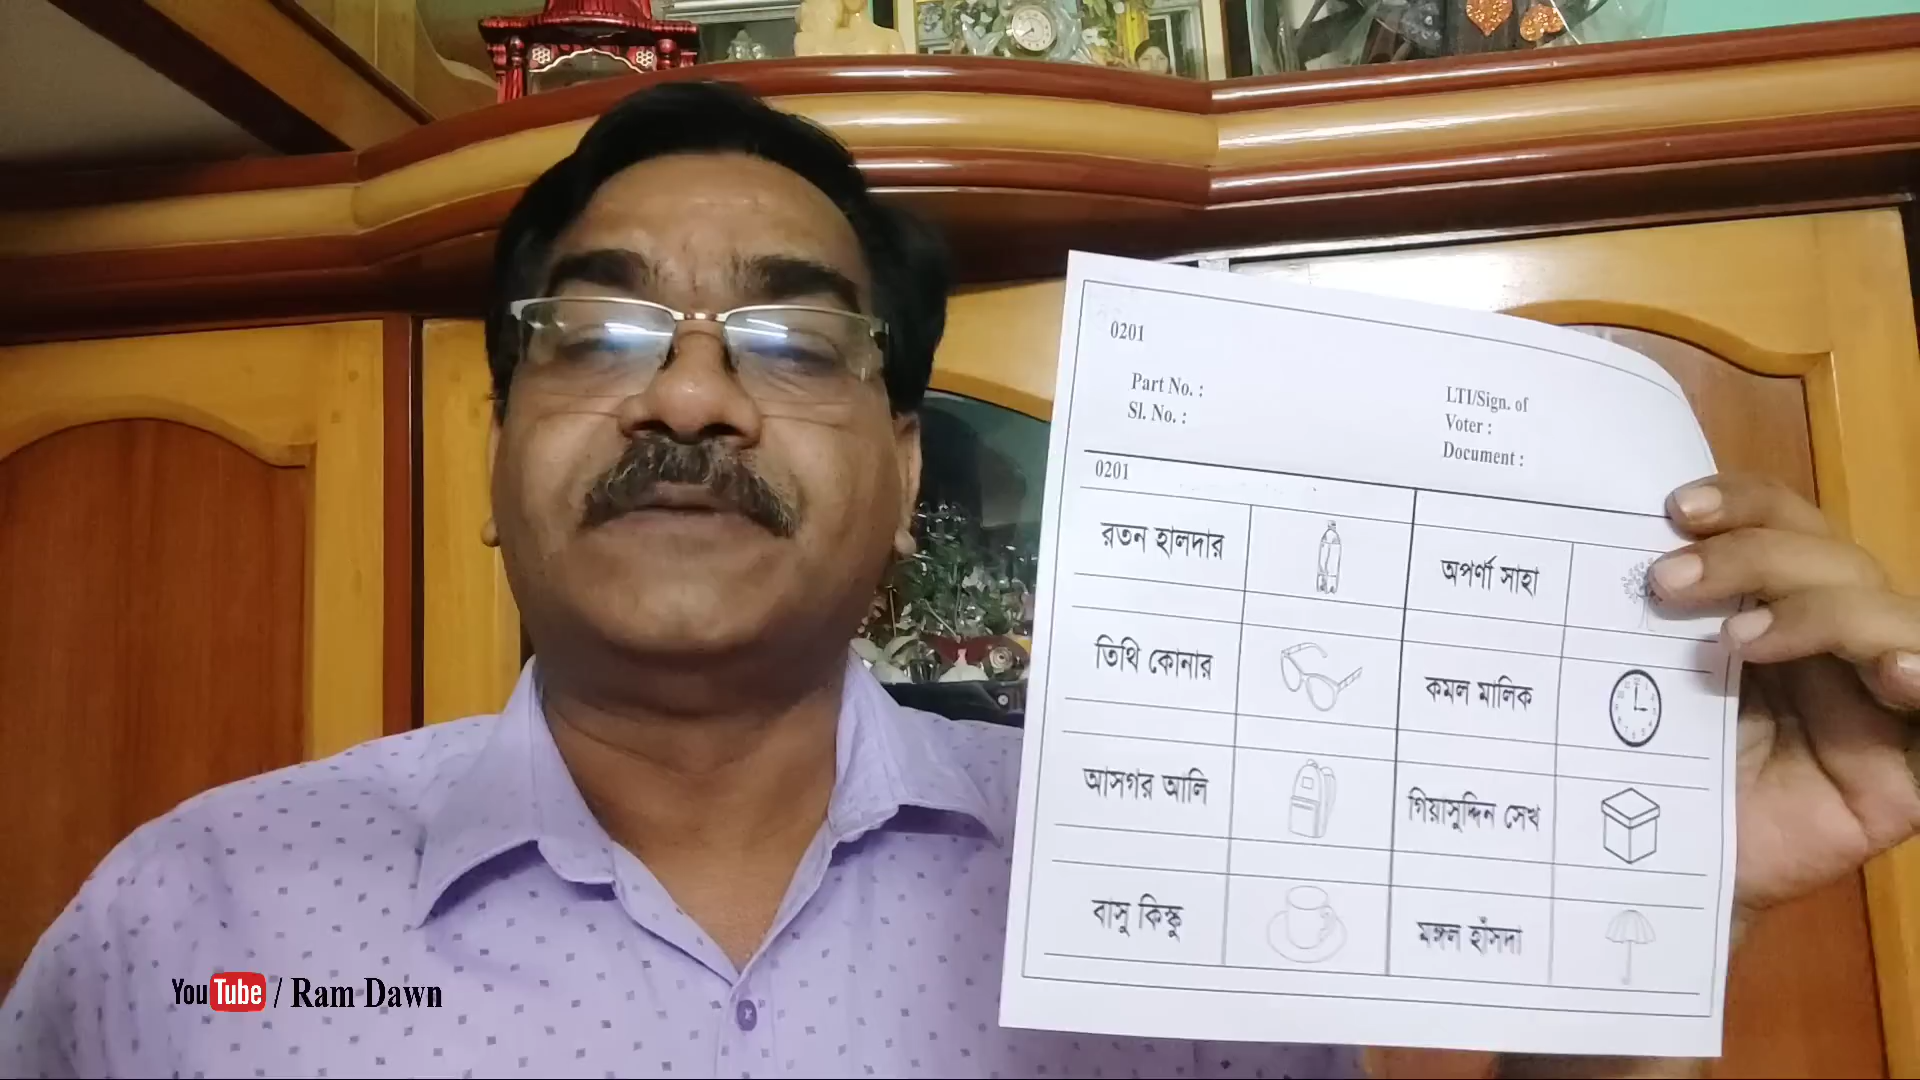 0201
Part No. :
Sl. No. :
LTI/Sign. of
Voter :
Document :
0201
রতন হালদার
অপর্ণা সাহা
তিথি কোনার
কমল মালিক
আসগর আলি
গিয়াসুদ্দিন সেখ
বাসু কিস্কু
মঙ্গল হাঁসদা
YouTube / Ram Dawn